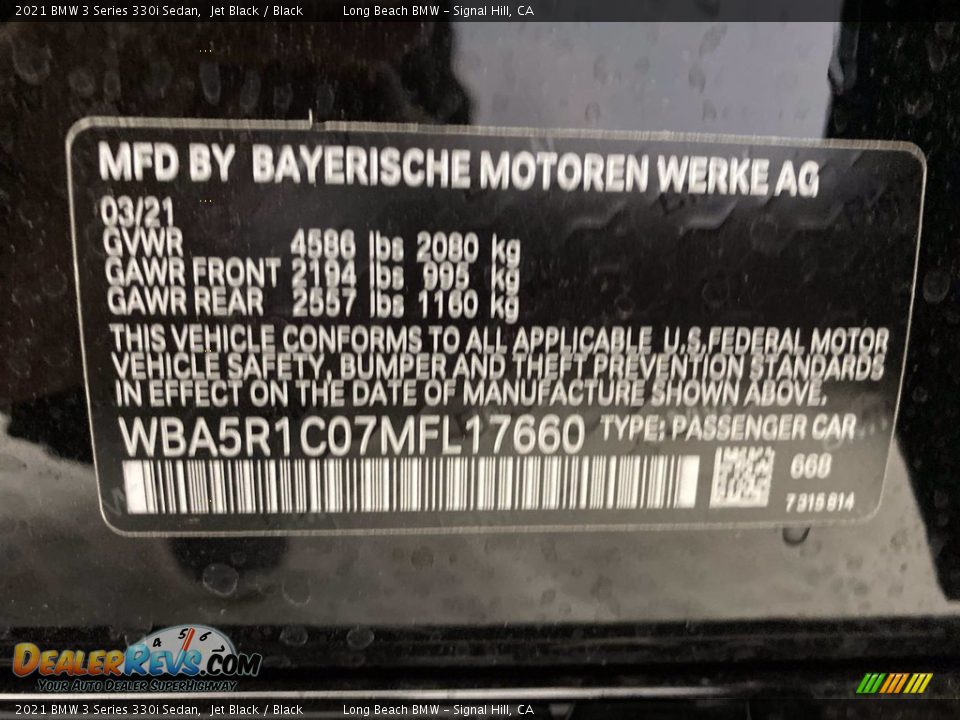 2021 BMW 3 Series 330i Sedan, Jet Black / Black Long Beach BMW - Signal Hill, CA
MFD BY BAYERISCHE MOTOREN WERKE AG
03/21
GVWR 4586 lbs 2080 kg
GAWR FRONT 2194 lbs 995 kg
GAWR REAR 2557 lbs 1160 kg
THIS VEHICLE CONFORMS TO ALL APPLICABLE U.S.FEDERAL MOTOR
VEHICLE SAFETY, BUMPER AND THEFT PREVENTION STANDARDS
IN EFFECT ON THE DATE OF MANUFACTURE SHOWN ABOVE.
WBA5R1C07MFL17660 TYPE: PASSENGER CAR
668
7315814
4 5 6
DEALERREVS.COM
YOUR AUTO DEALER SUPERHIGHWAY
2021 BMW 3 Series 330i Sedan, Jet Black / Black Long Beach BMW - Signal Hill, CA